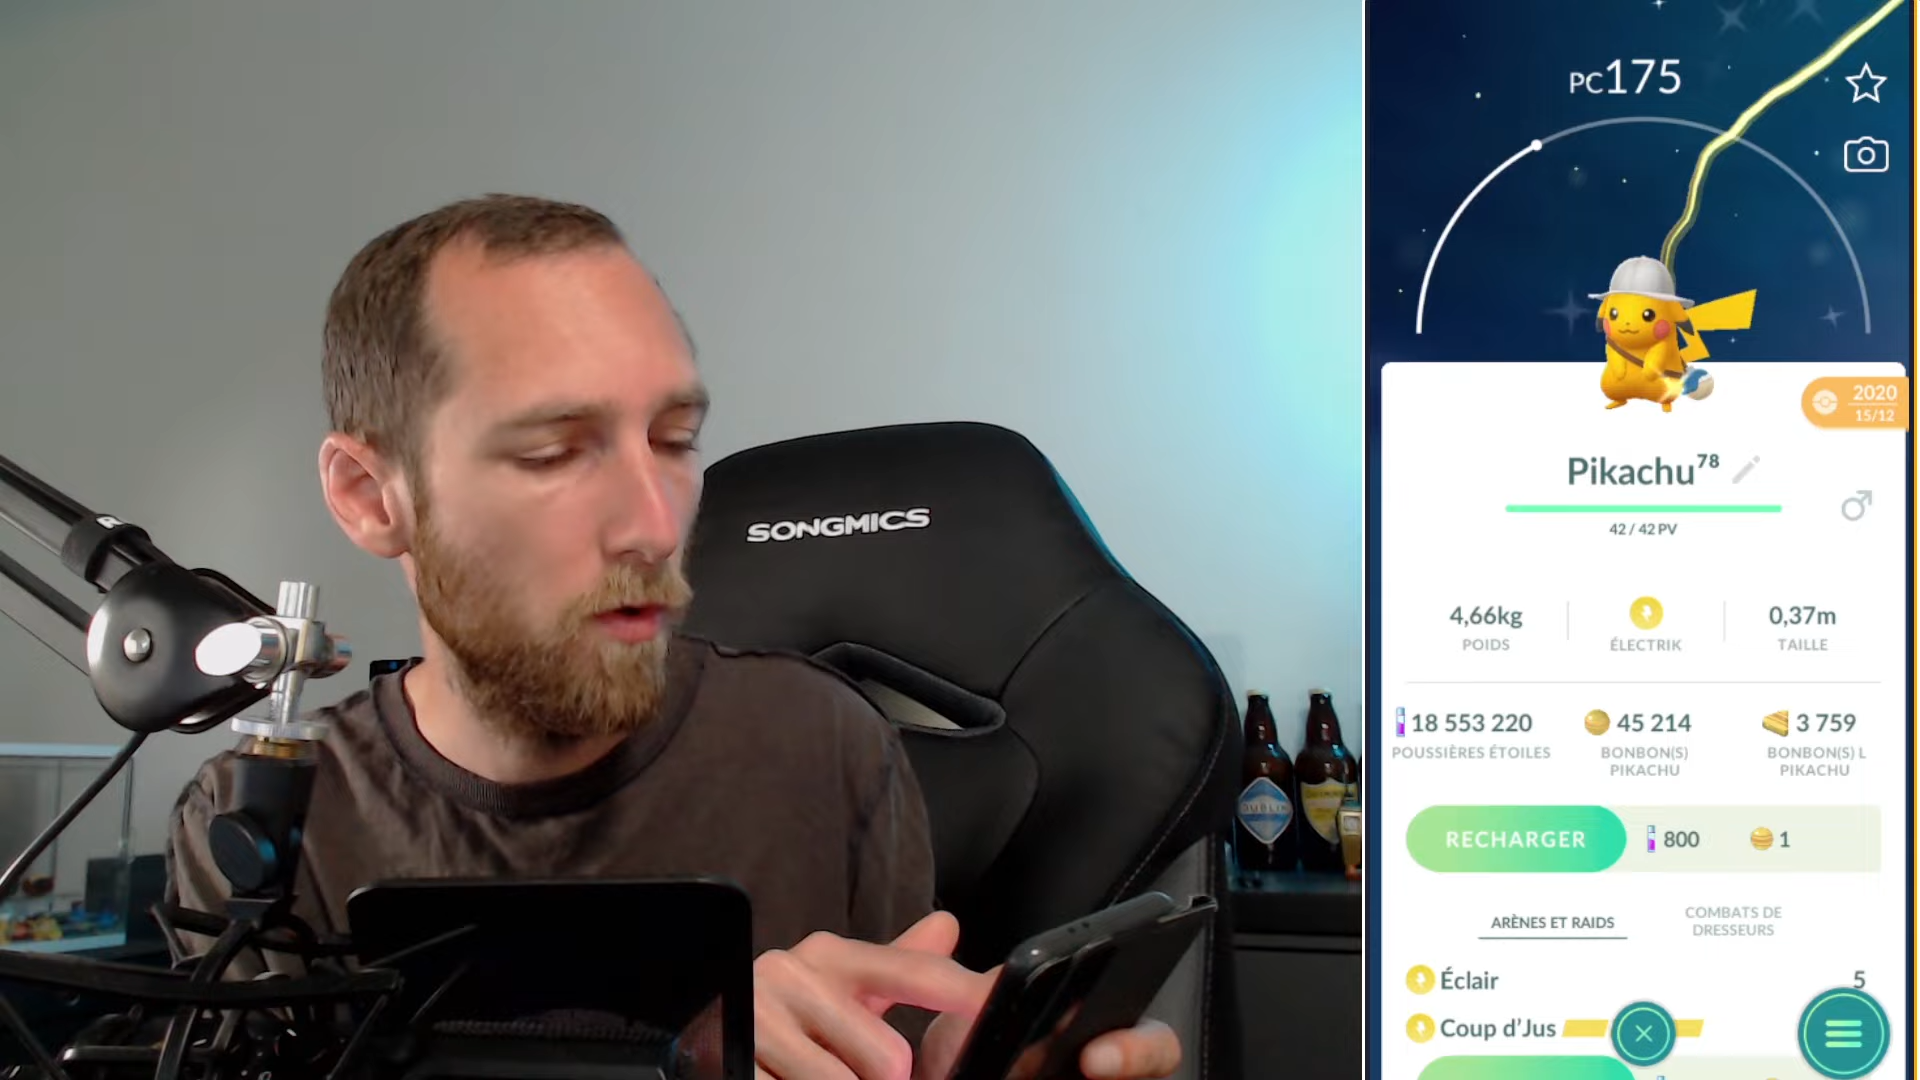 SONGMICS
R
DUBLIN
PC175
2020
15/12
Pikachu⁷⁸
42 / 42 PV
4,66kg
POIDS
ÉLECTRIK
0,37m
TAILLE
18 553 220
POUSSIÈRES ÉTOILES
45 214
BONBON(S)
PIKACHU
3 759
BONBON(S) L
PIKACHU
RECHARGER
800
1
ARÈNES ET RAIDS
COMBATS DE
DRESSEURS
Éclair
5
Coup d'Jus